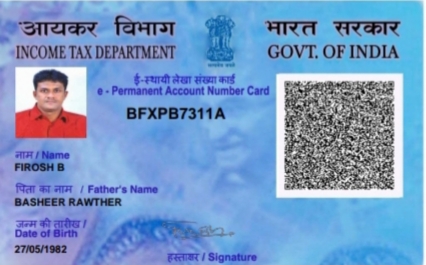 आयकर विभाग
INCOME TAX DEPARTMENT
भारत सरकार
GOVT. OF INDIA
ई-स्थायी लेखा संख्या कार्ड
e - Permanent Account Number Card
BFXPB7311A
नाम / Name
FIROSH B
पिता का नाम / Father's Name
BASHEER RAWTHER
जन्म की तारीख /
Date of Birth
27/05/1982
हस्ताक्षर / Signature